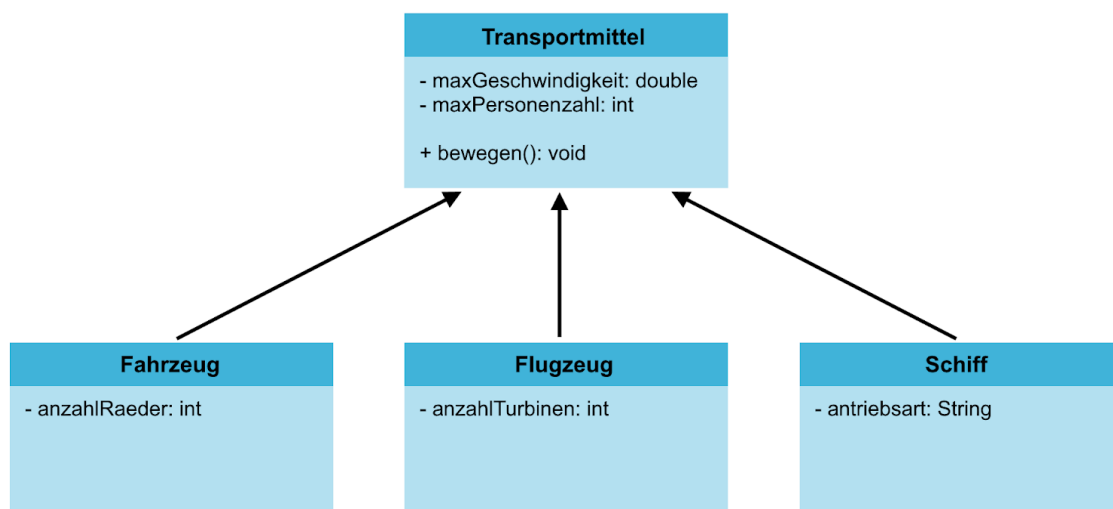 Transportmittel
- maxGeschwindigkeit: double
- maxPersonenzahl: int
+ bewegen(): void
Fahrzeug
- anzahlRaeder: int
Flugzeug
- anzahlTurbinen: int
Schiff
- antriebsart: String